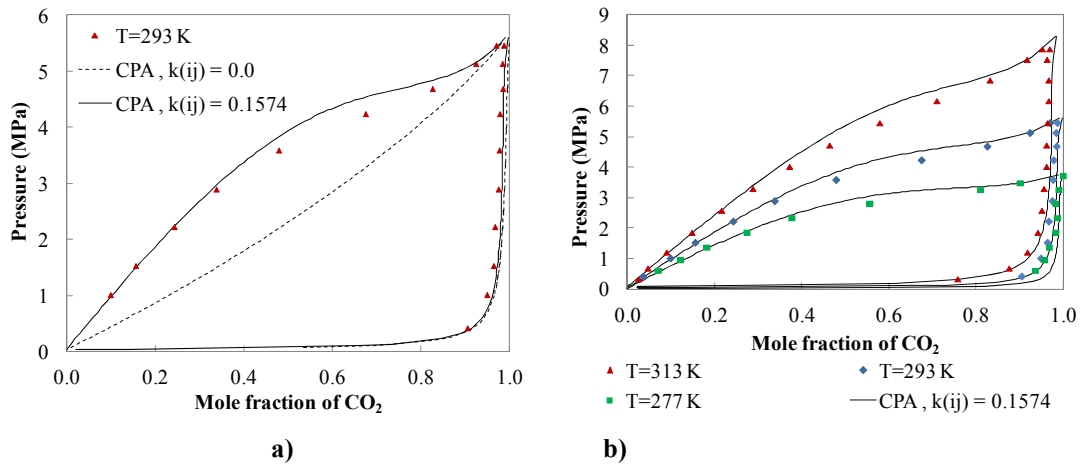 6
5
4
3
2
1
0
Pressure (MPa)
T=293 K
CPA , k(ij) = 0.0
CPA , k(ij) = 0.1574
0.0 0.2 0.4 0.6 0.8 1.0
Mole fraction of CO₂
a)
9
8
7
6
5
4
3
2
1
0
Pressure (MPa)
0.0 0.2 0.4 0.6 0.8 1.0
Mole fraction of CO₂
T=313 K T=293 K
T=277 K CPA , k(ij) = 0.1574
b)